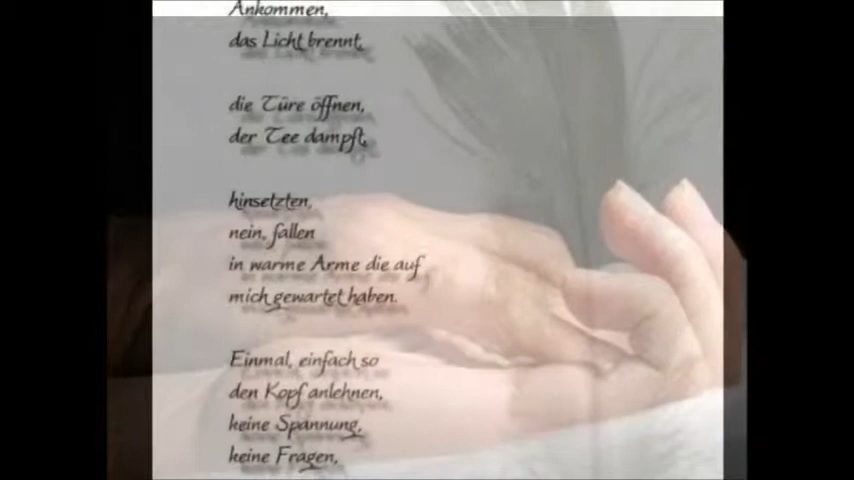 Ankommen,
das Licht brennt,
die Türe öffnen,
der Tee dampft,
hinsetzten,
nein, fallen
in warme Arme die auf
mich gewartet haben.
Einmal, einfach so
den Kopf anlehnen,
keine Spannung,
keine Fragen,